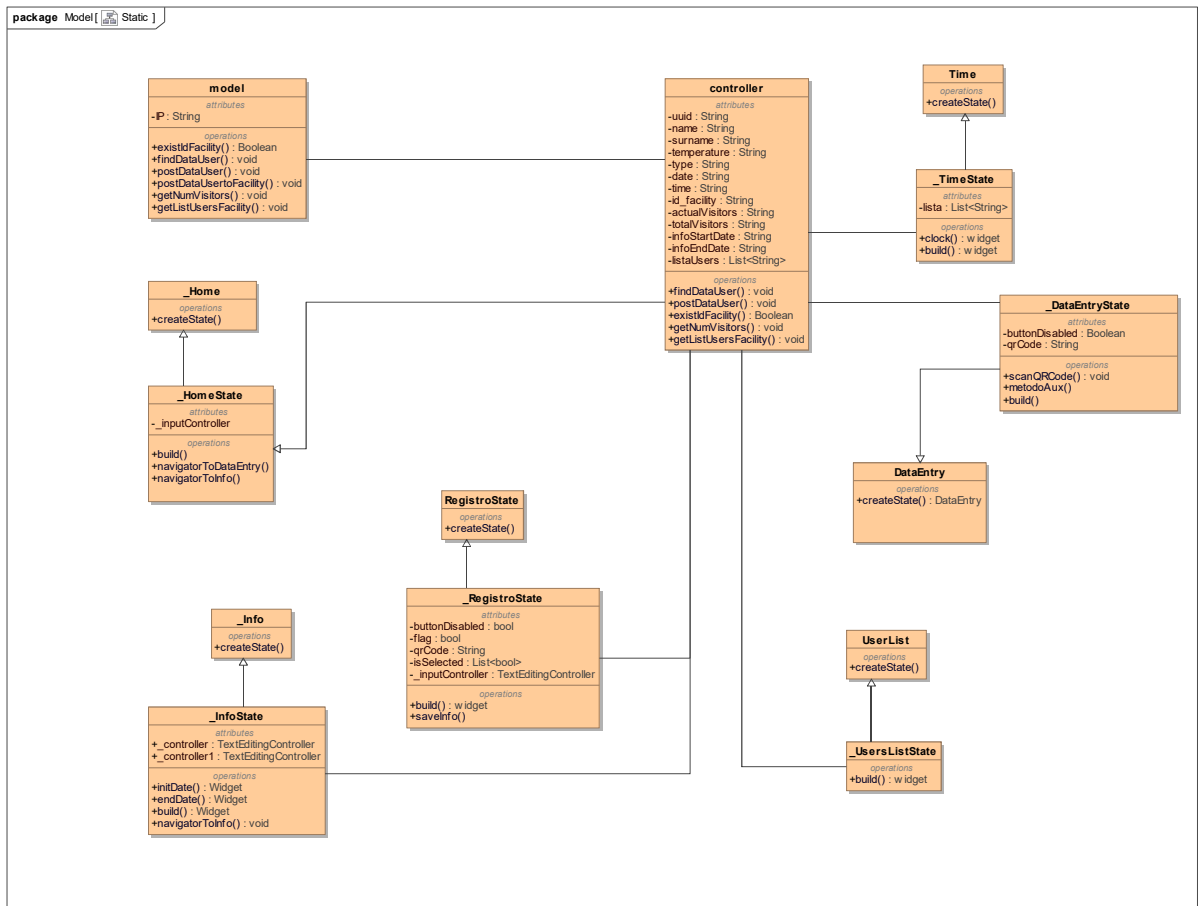 package Model [ Static ]
model
attributes
-IP : String
operations
+existIdFacility() : Boolean
+findDataUser() : void
+postDataUser() : void
+postDataUsertoFacility() : void
+getNumVisitors() : void
+getListUsersFacility() : void
controller
attributes
-uuid : String
-name : String
-surname : String
-temperature : String
-type : String
-date : String
-time : String
-id_facility : String
-actualVisitors : String
-totalVisitors : String
-infoStartDate : String
-infoEndDate : String
-listaUsers : List<String>
operations
+findDataUser() : void
+postDataUser() : void
+existIdFacility() : Boolean
+getNumVisitors() : void
+getListUsersFacility() : void
Time
operations
+createState()
_TimeState
attributes
-lista : List<String>
operations
+clock() : widget
+build() : widget
_Home
operations
+createState()
_HomeState
attributes
-_inputController
operations
+build()
+navigatorToDataEntry()
+navigatorToInfo()
_DataEntryState
attributes
-buttonDisabled : Boolean
-qrCode : String
operations
+scanQRCode() : void
+metodoAux()
+build()
DataEntry
operations
+createState() : DataEntry
RegistroState
operations
+createState()
_RegistroState
attributes
-buttonDisabled : bool
-flag : bool
-qrCode : String
-isSelected : List<bool>
-_inputController : TextEditingController
operations
+build() : widget
+saveInfo()
_Info
operations
+createState()
_InfoState
attributes
+_controller : TextEditingController
+_controller1 : TextEditingController
operations
+initDate() : Widget
+endDate() : Widget
+build() : Widget
+navigatorToInfo() : void
UserList
operations
+createState()
_UsersListState
operations
+build() : widget